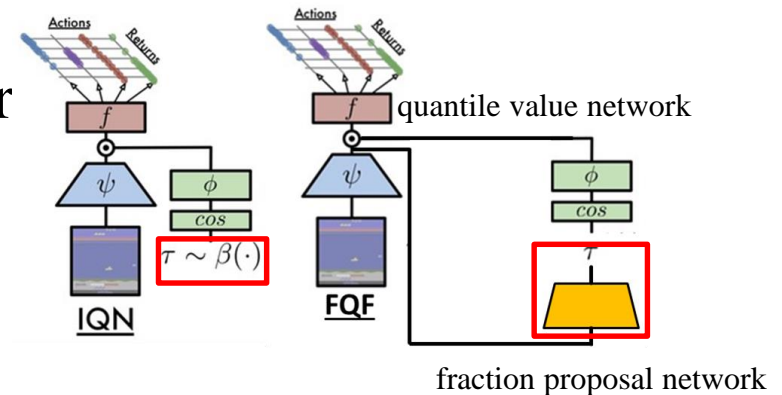 Actions
Returns
f
ψ
φ
cos
τ ∼ β(·)
IQN
Actions
Returns
f
quantile value network
ψ
φ
cos
τ
FQF
fraction proposal network
r